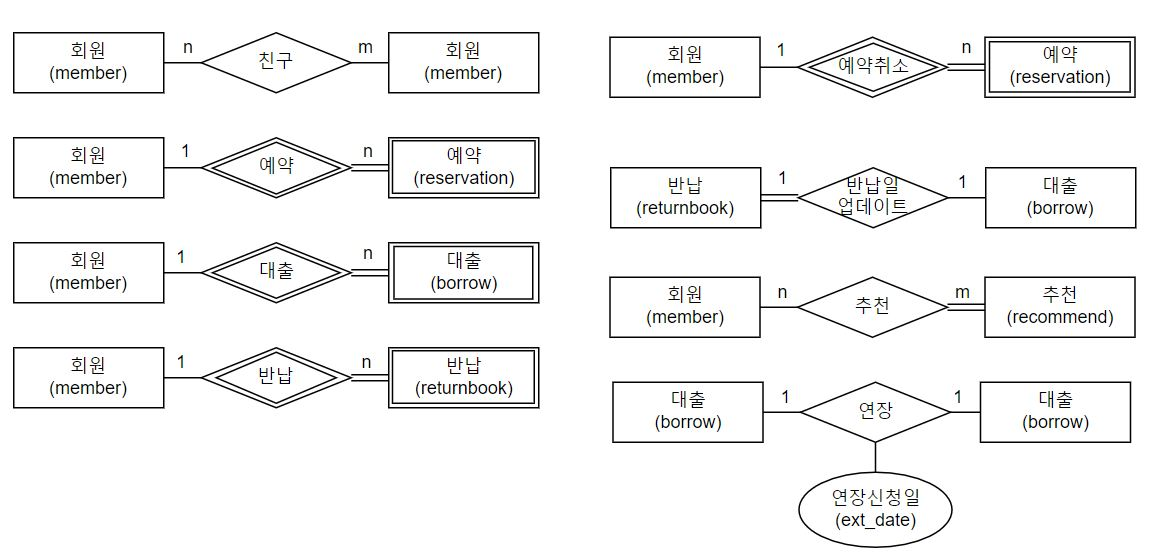 회원
(member)
n
친구
m
회원
(member)
회원
(member)
1
예약
n
예약
(reservation)
회원
(member)
1
대출
n
대출
(borrow)
회원
(member)
1
반납
n
반납
(returnbook)
회원
(member)
1
예약취소
n
예약
(reservation)
반납
(returnbook)
1
반납일
업데이트
1
대출
(borrow)
회원
(member)
n
추천
m
추천
(recommend)
대출
(borrow)
1
연장
1
대출
(borrow)
연장신청일
(ext_date)